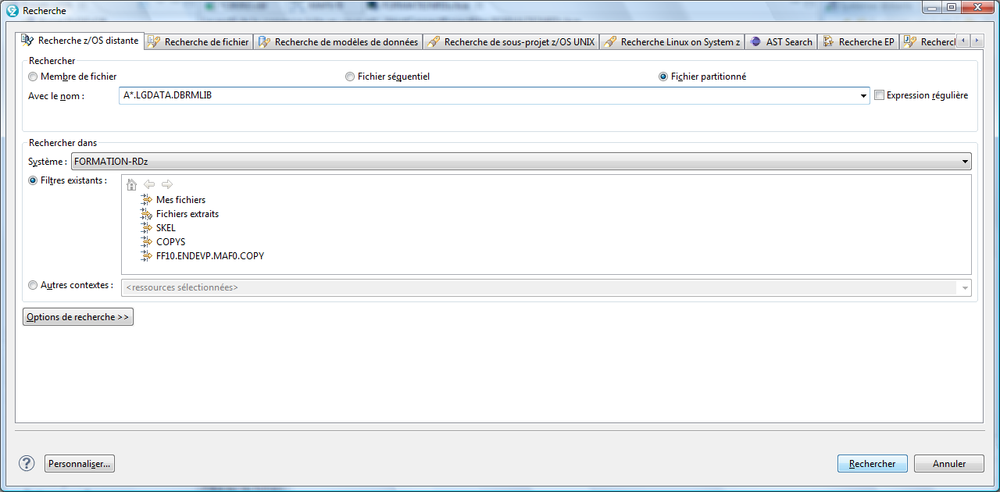 Recherche
Recherche z/OS distante
Recherche de fichier
Recherche de modèles de données
Recherche de sous-projet z/OS UNIX
Recherche Linux on System z
AST Search
Recherche EP
Rechercl
Rechercher
Membre de fichier
Fichier séquentiel
Fichier partitionné
Avec le nom :
A*.LGDATA.DBRMLIB
Expression régulière
Rechercher dans
Système :
FORMATION-RDz
Filtres existants :
Mes fichiers
Fichiers extraits
SKEL
COPYS
FF10.ENDEVP.MAF0.COPY
Autres contextes :
<ressources sélectionnées>
Options de recherche >>
Personnaliser...
Rechercher
Annuler